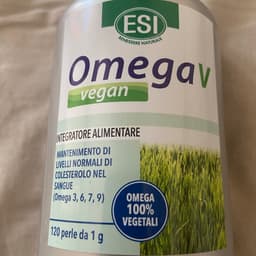 ESI
Omega V
vegan
INTEGRATORE ALIMENTARE
MANTENIMENTO DI
LIVELLI NORMALI DI
COLESTEROLO NEL
SANGUE
(Omega 3, 6, 7, 9)
OMEGA
100%
VEGETALI
120 perle da 1 g